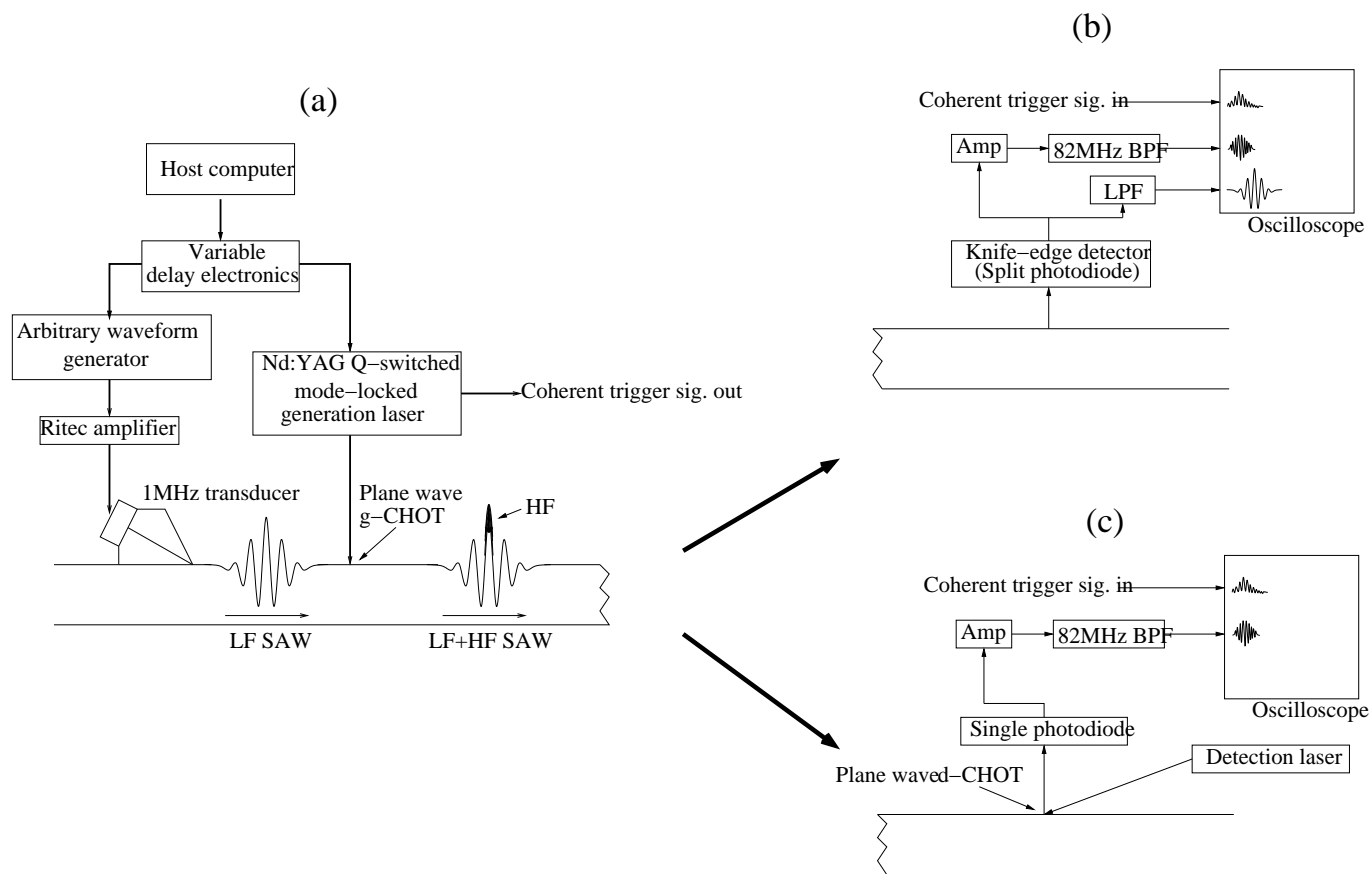 (a)
Host computer
Variable
delay electronics
Arbitrary waveform
generator
Nd:YAG Q−switched
mode−locked
generation laser
Coherent trigger sig. out
Ritec amplifier
1MHz transducer
Plane wave
g−CHOT
HF
LF SAW
LF+HF SAW
(b)
Coherent trigger sig. in
Amp
82MHz BPF
LPF
Oscilloscope
Knife−edge detector
(Split photodiode)
(c)
Coherent trigger sig. in
Amp
82MHz BPF
Oscilloscope
Single photodiode
Detection laser
Plane waved−CHOT